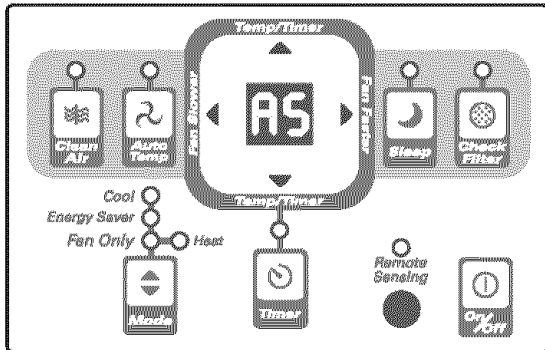 Temp/Timer
Fan Slower
Fan Faster
AS
Clean
Air
Auto
Temp
Sleep
Check
Filter
Temp/Timer
Cool
Energy Saver
Fan Only
Heat
Remote
Sensing
Mode
Timer
On/
Off